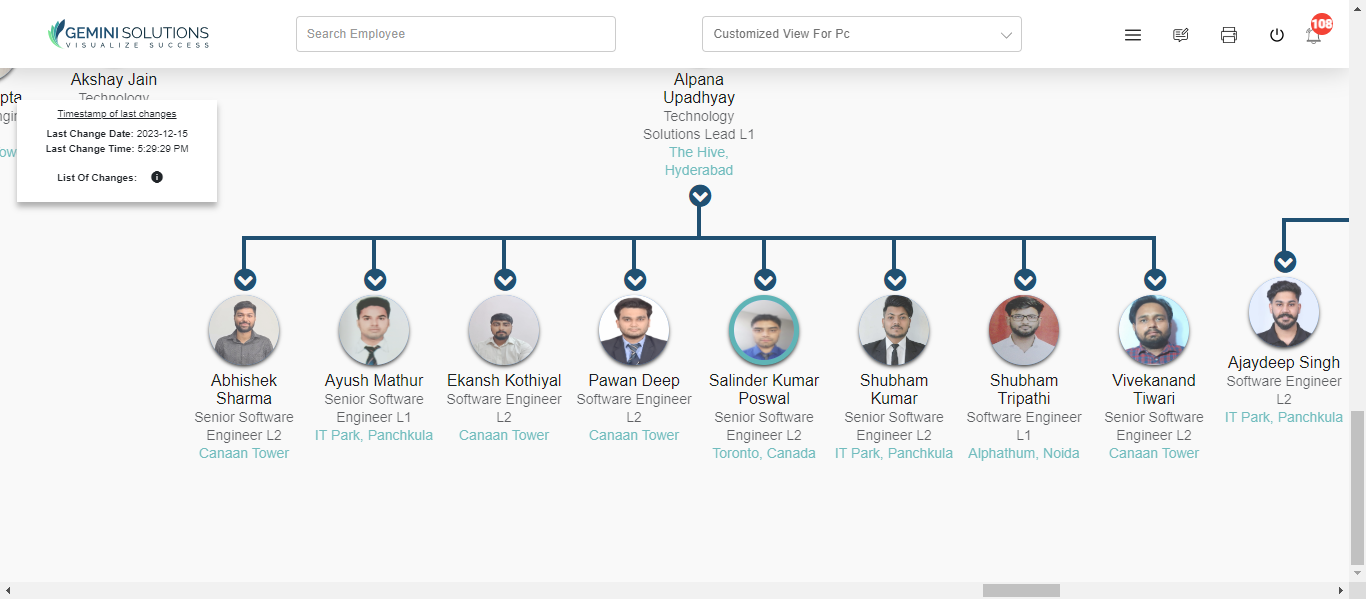 GEMINI SOLUTIONS
VISUALIZE SUCCESS
Search Employee
Customized View For Pc
108
Akshay Jain
Technology
Timestamp of last changes
Last Change Date: 2023-12-15
Last Change Time: 5:29:29 PM
List Of Changes:
Alpana
Upadhyay
Technology
Solutions Lead L1
The Hive,
Hyderabad
Abhishek
Sharma
Senior Software
Engineer L2
Canaan Tower
Ayush Mathur
Senior Software
Engineer L1
IT Park, Panchkula
Ekansh Kothiyal
Software Engineer
L2
Canaan Tower
Pawan Deep
Software Engineer
L2
Canaan Tower
Salinder Kumar
Poswal
Senior Software
Engineer L2
Toronto, Canada
Shubham
Kumar
Senior Software
Engineer L2
IT Park, Panchkula
Shubham
Tripathi
Software Engineer
L1
Alphathum, Noida
Vivekanand
Tiwari
Senior Software
Engineer L2
Canaan Tower
Ajaydeep Singh
Software Engineer
L2
IT Park, Panchkula